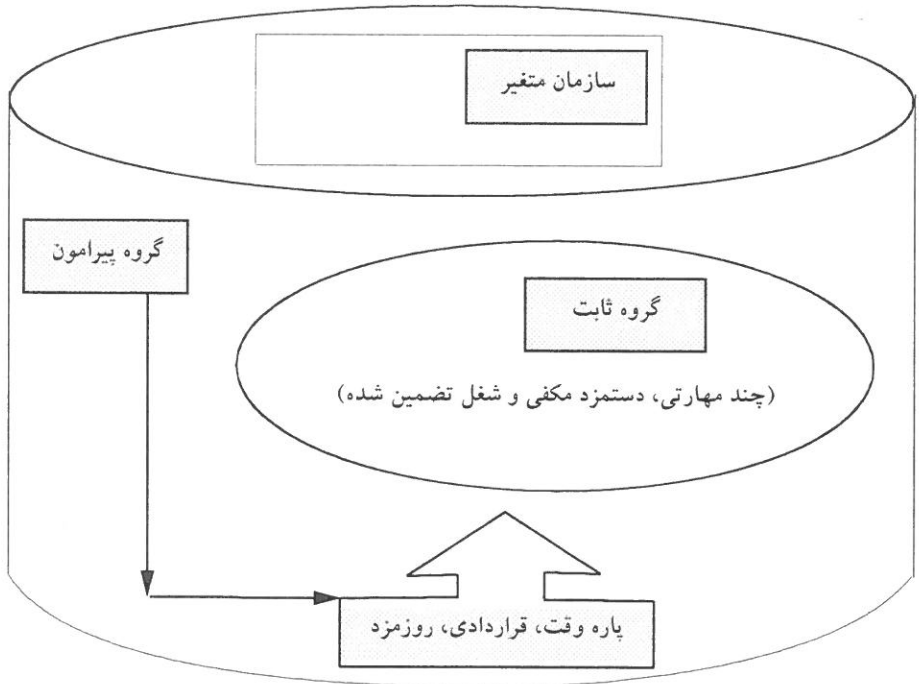 سازمان متغیر
گروه پیرامون
گروه ثابت
(چند مهارتی، دستمزد مکفی و شغل تضمین شده)
پاره وقت، قراردادی، روزمزد